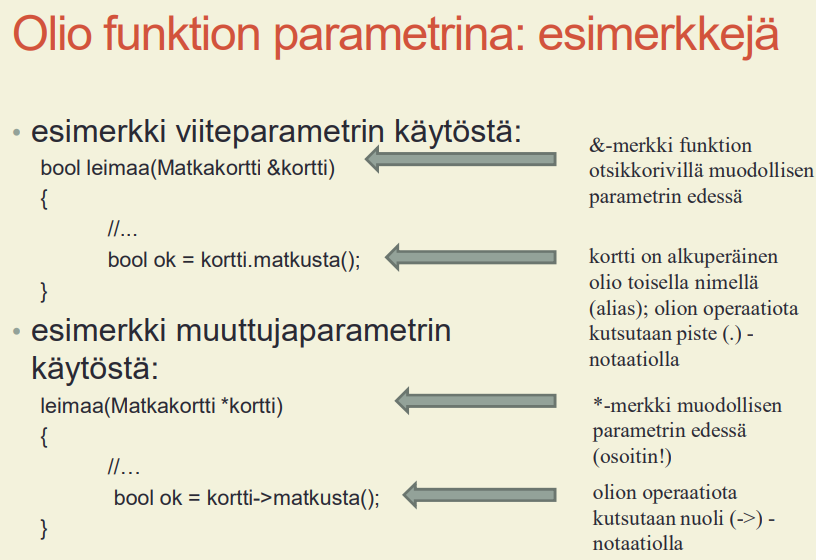 Olio funktion parametrina: esimerkkejä
• esimerkki viiteparametrin käytöstä:
bool leimaa(Matkakortti &kortti)
{
//...
bool ok = kortti.matkusta();
}
&-merkki funktion
otsikkorivillä muodollisen
parametrin edessä
kortti on alkuperäinen
olio toisella nimellä
(alias); olion operaatiota
kutsutaan piste (.) -
notaatiolla
• esimerkki muuttujaparametrin
käytöstä:
leimaa(Matkakortti *kortti)
{
//…
bool ok = kortti->matkusta();
}
*-merkki muodollisen
parametrin edessä
(osoitin!)
olion operaatiota
kutsutaan nuoli (->) -
notaatiolla